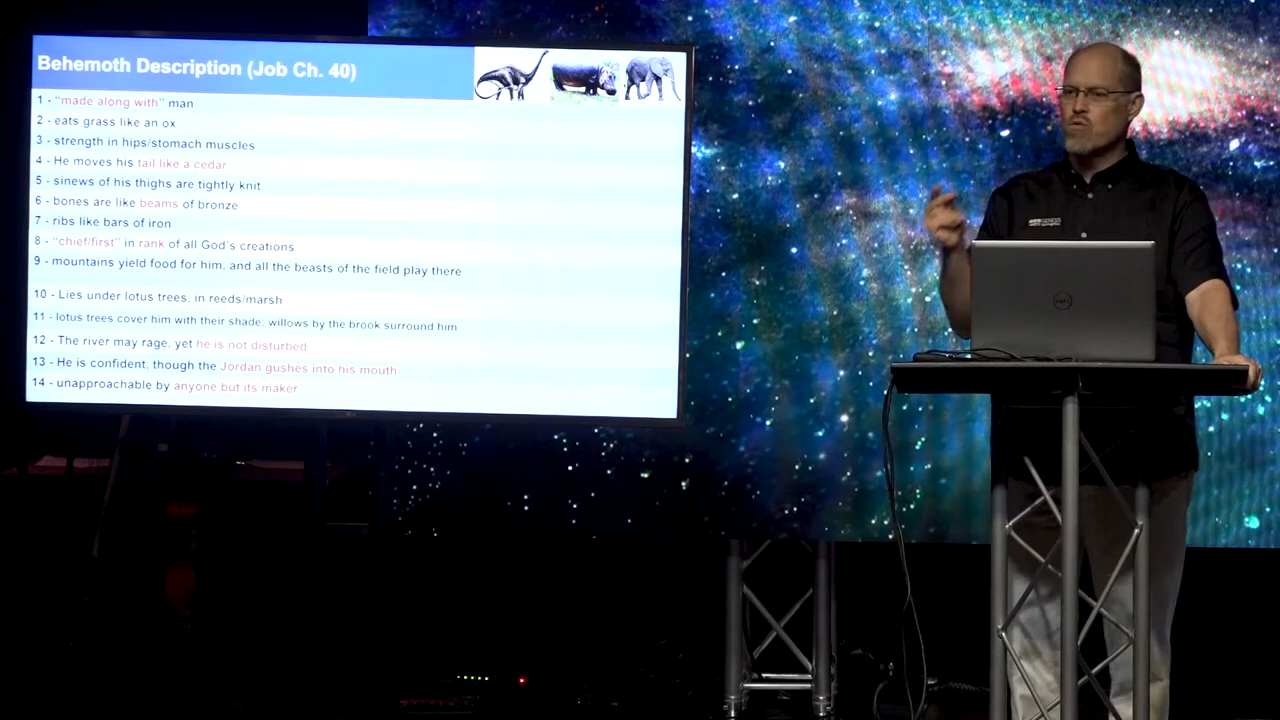 Behemoth Description (Job Ch. 40)
1 - "made along with" man
2 - eats grass like an ox
3 - strength in hips/stomach muscles
4 - He moves his tail like a cedar
5 - sinews of his thighs are tightly knit
6 - bones are like beams of bronze
7 - ribs like bars of iron
8 - "chief/first" in rank of all God's creations
9 - mountains yield food for him, and all the beasts of the field play there
10 - Lies under lotus trees, in reeds/marsh
11 - lotus trees cover him with their shade; willows by the brook surround him
12 - The river may rage, yet he is not disturbed
13 - He is confident, though the Jordan gushes into his mouth
14 - unapproachable by anyone but its maker
GENESIS
DELL